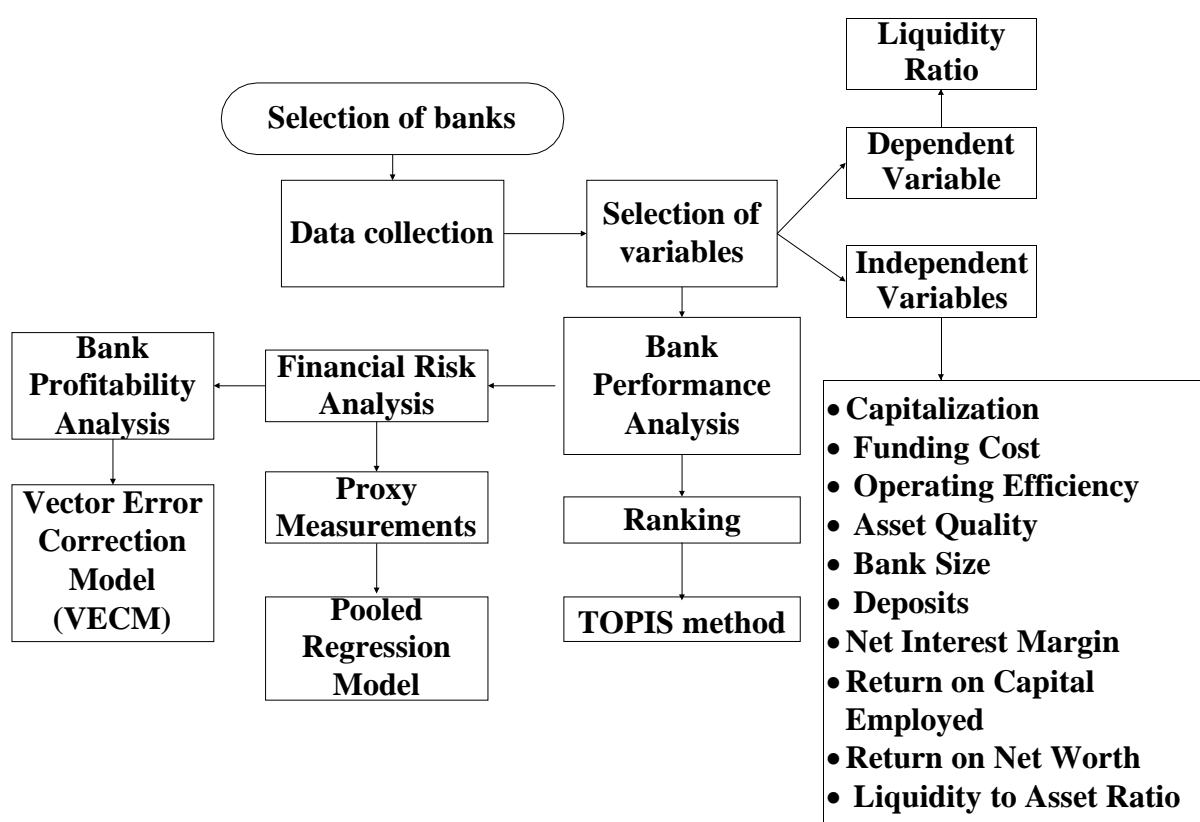 Selection of banks
Data collection
Selection of
variables
Dependent
Variable
Liquidity
Ratio
Independent
Variables
• Capitalization
• Funding Cost
• Operating Efficiency
• Asset Quality
• Bank Size
• Deposits
• Net Interest Margin
• Return on Capital
Employed
• Return on Net Worth
• Liquidity to Asset Ratio
Bank
Performance
Analysis
Ranking
TOPIS method
Financial Risk
Analysis
Proxy
Measurements
Pooled
Regression
Model
Bank
Profitability
Analysis
Vector Error
Correction
Model
(VECM)